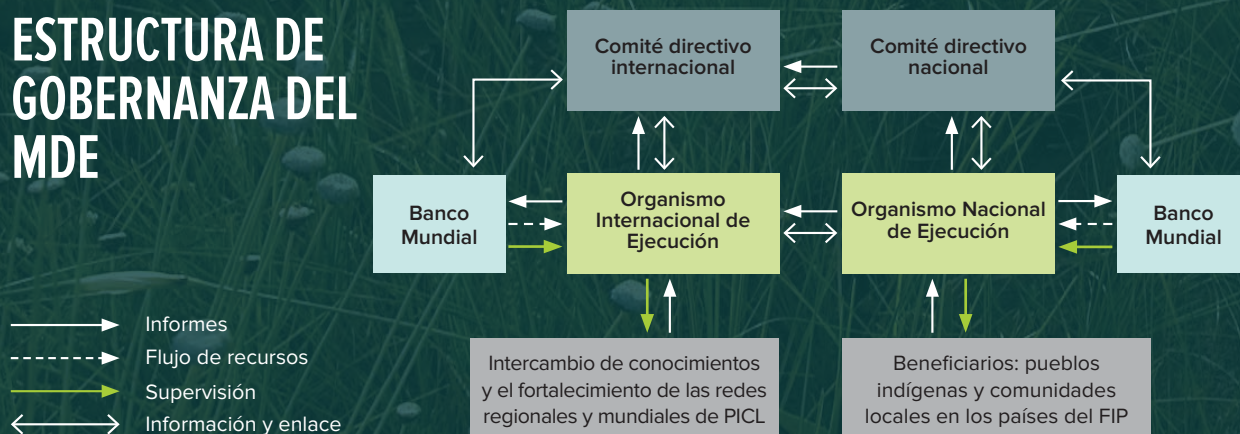 ESTRUCTURA DE
GOBERNANZA DEL
MDE
Comité directivo
internacional
Comité directivo
nacional
Banco
Mundial
Organismo
Internacional de
Ejecución
Organismo Nacional
de Ejecución
Banco
Mundial
Informes
Flujo de recursos
Supervisión
Información y enlace
Intercambio de conocimientos
y el fortalecimiento de las redes
regionales y mundiales de PICL
Beneficiarios: pueblos
indígenas y comunidades
locales en los países del FIP